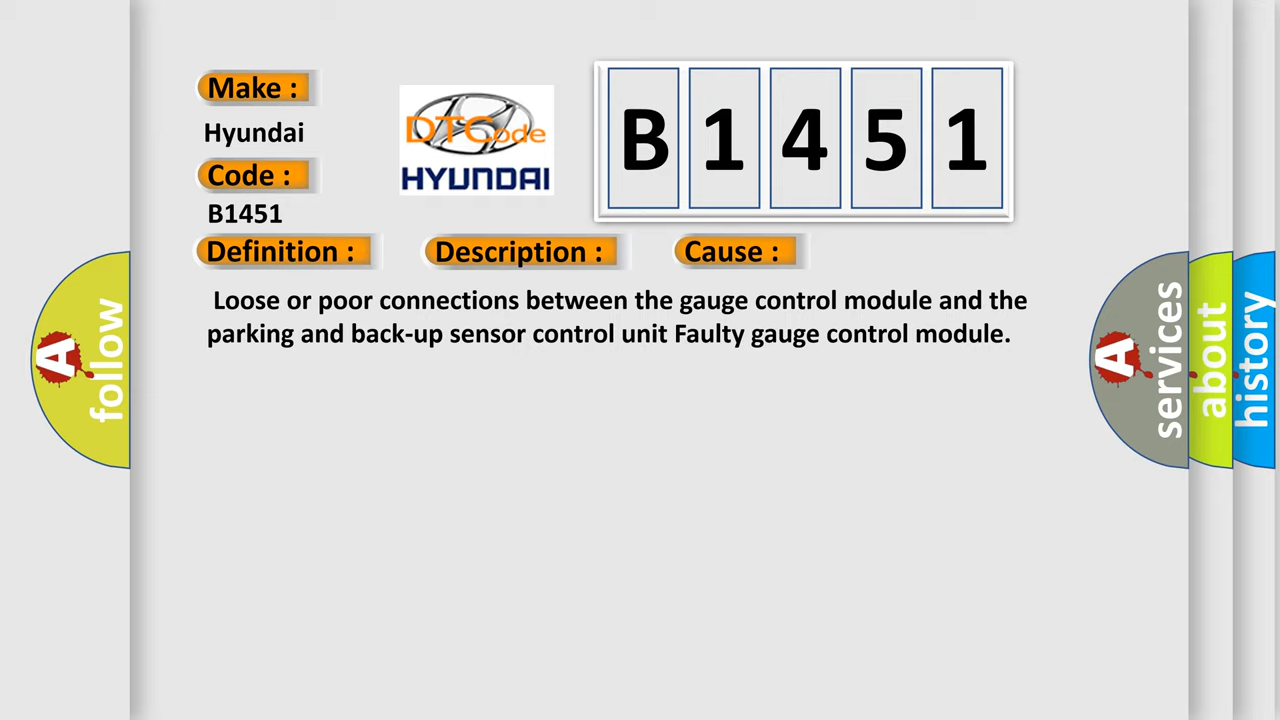 Make :
Hyundai
Code :
B1451
DTCode
HYUNDAI
B 1 4 5 1
Definition : Description : Cause :
Loose or poor connections between the gauge control module and the
parking and back-up sensor control unit Faulty gauge control module.
A follow
A services
about
history